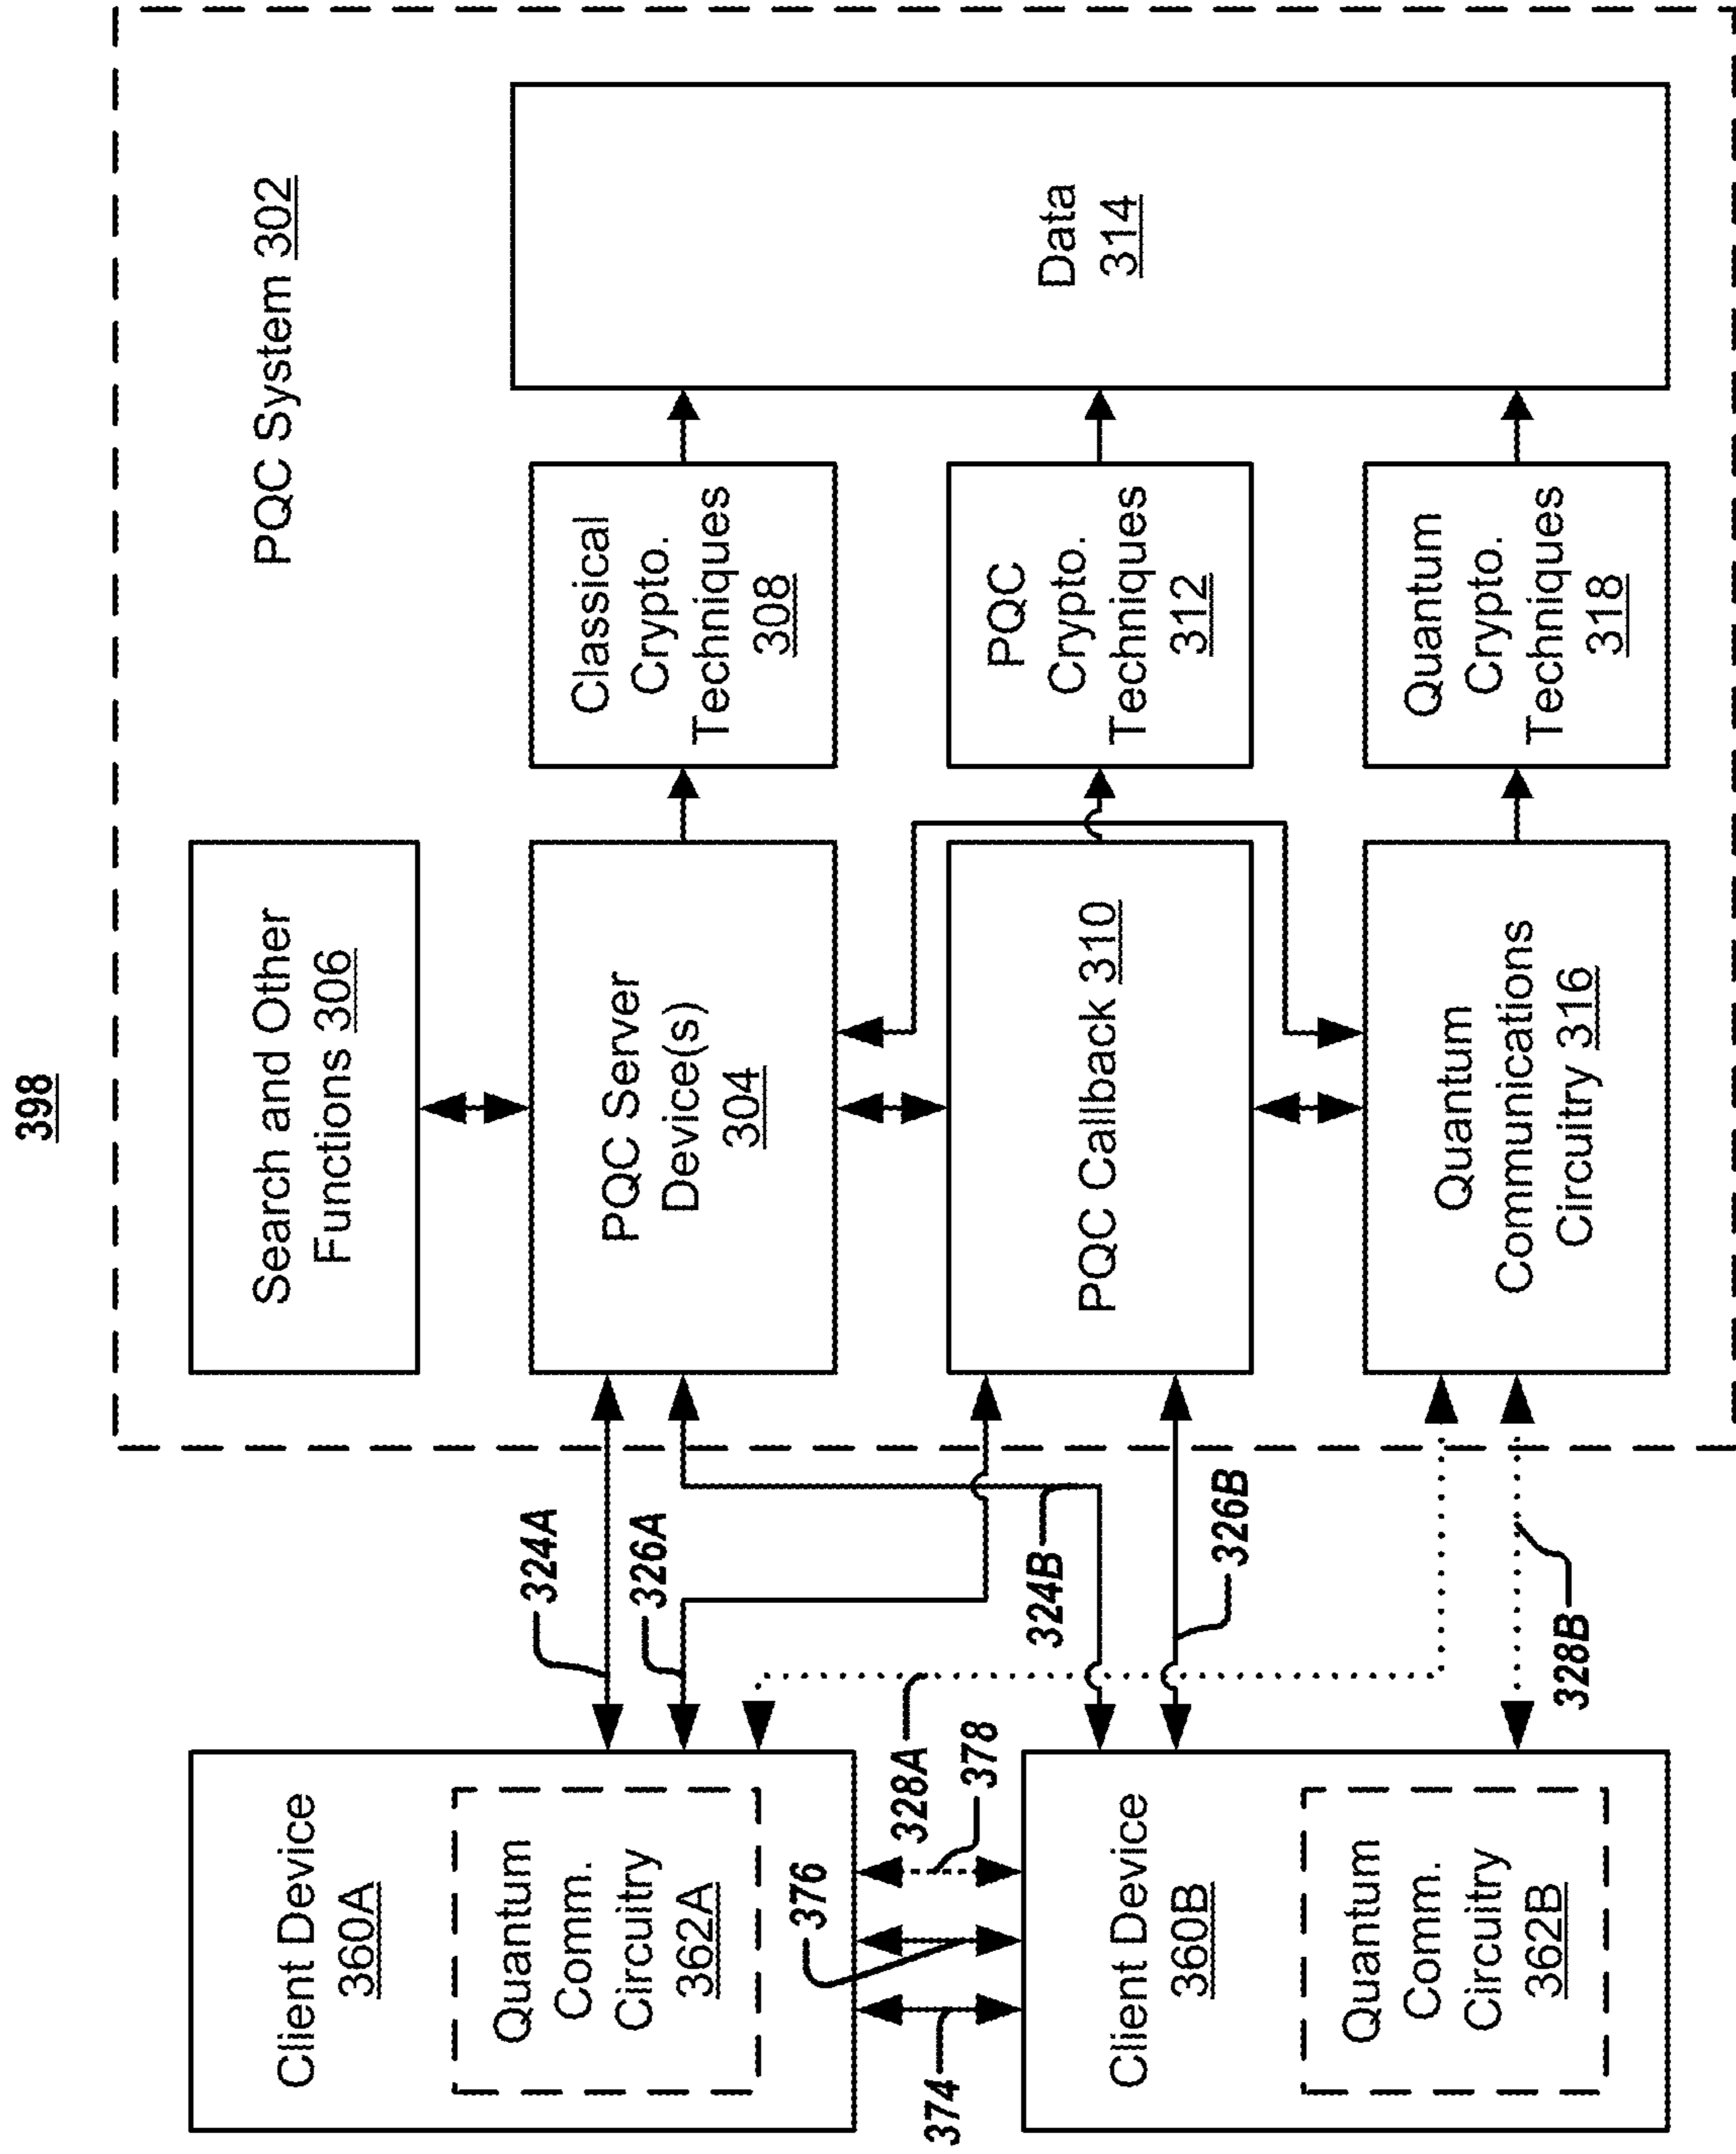 398
PQC System 302
Search and Other
Functions 306
PQC Server
Device(s)
304
Classical
Crypto.
Techniques
308
Data
314
PQC Callback 310
PQC
Crypto.
Techniques
312
Quantum
Communications
Circuitry 316
Quantum
Crypto.
Techniques
318
324A
326A
324B
326B
328A
328B
Client Device
360A
Quantum
Comm.
Circuitry
362A
374
376
378
Client Device
360B
Quantum
Comm.
Circuitry
362B